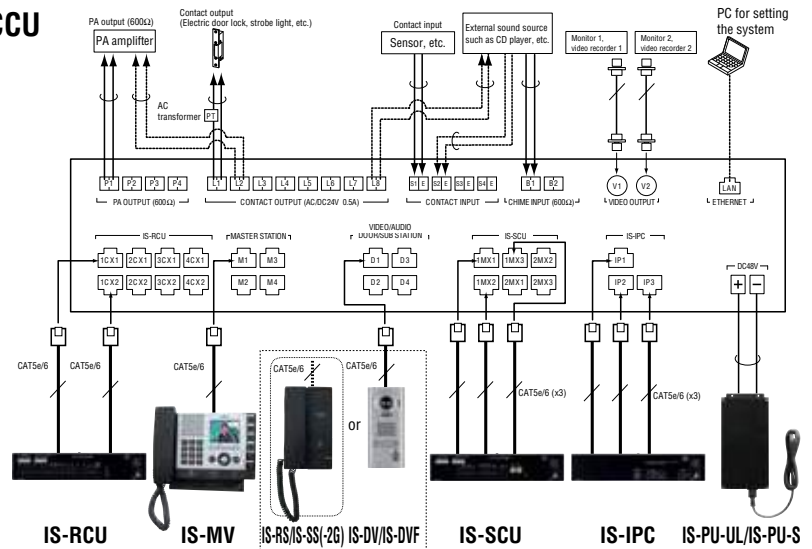 CCU
PA output (600Ω)
PA amplifter
Contact output
(Electric door lock, strobe light, etc.)
AC
transformer
PT
Contact input
Sensor, etc.
External sound source
such as CD player, etc.
Monitor 1,
video recorder 1
Monitor 2,
video recorder 2
PC for setting
the system
P1 P2 P3 P4
PA OUTPUT (600Ω)
L1 L2 L3 L4 L5 L6 L7 L8
CONTACT OUTPUT (AC/DC24V 0.5A)
S1 E S2 E S3 E S4 E
CONTACT INPUT
B1 B2
CHIME INPUT (600Ω)
V1 V2
VIDEO OUTPUT
LAN
ETHERNET
IS-RCU
1CX1 2CX1 3CX1 4CX1
1CX2 2CX2 3CX2 4CX2
MASTER STATION
M1 M3
M2 M4
VIDEO/AUDIO
DOOR/SUB STATION
D1 D3
D2 D4
IS-SCU
1MX1 1MX3 2MX2
1MX2 2MX1 2MX3
IS-IPC
IP1
IP2 IP3
DC48V
+ −
CAT5e/6
CAT5e/6
CAT5e/6
CAT5e/6
CAT5e/6
or
CAT5e/6 (x3)
CAT5e/6 (x3)
IS-RCU
IS-MV
IS-RS/IS-SS(-2G)
IS-DV/IS-DVF
IS-SCU
IS-IPC
IS-PU-UL/IS-PU-S